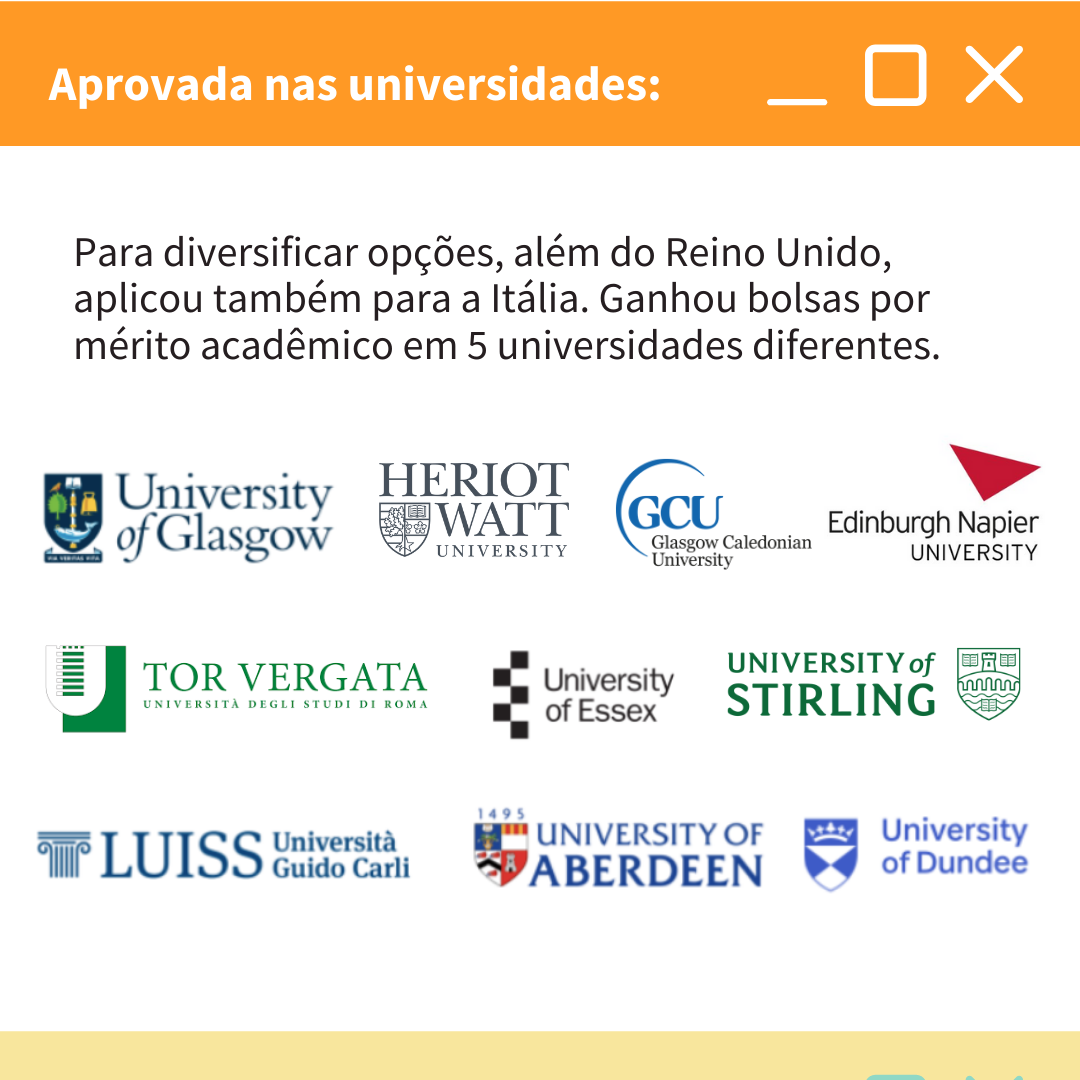 Aprovada nas universidades:
Para diversificar opções, além do Reino Unido,
aplicou também para a Itália. Ganhou bolsas por
mérito acadêmico em 5 universidades diferentes.
University
of Glasgow
VIA VERITAS VITA
HERIOT
WATT
UNIVERSITY
GCU
Glasgow Caledonian
University
Edinburgh Napier
UNIVERSITY
TOR VERGATA
UNIVERSITÀ DEGLI STUDI DI ROMA
University
of Essex
UNIVERSITY of
STIRLING
LUISS
Università
Guido Carli
1495
UNIVERSITY OF
ABERDEEN
University
of Dundee